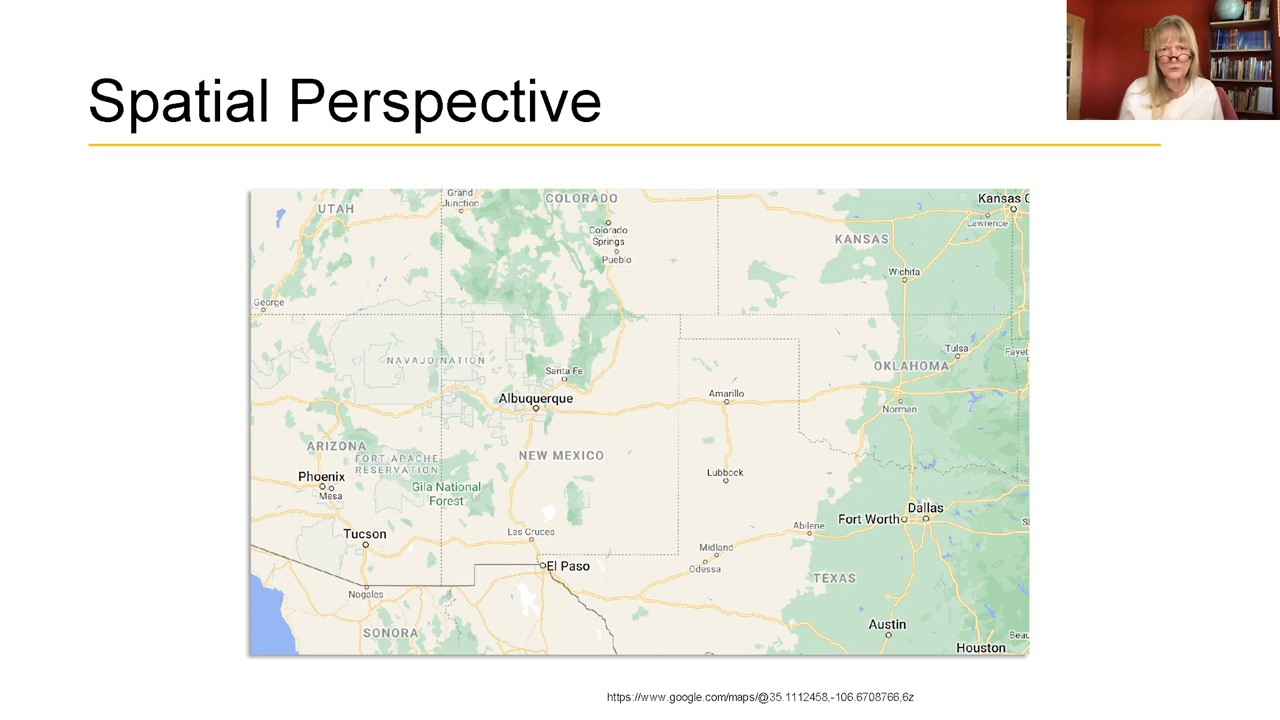 Spatial Perspective
Grand
Junction
COLORADO
Kansas C
UTAH
Lawrence
Colorado
Springs
KANSAS
Pueblo
Wichita
George
Tulsa
Fayet
NAVAJO NATION
OKLAHOMA
Santa Fe
Albuquerque
Amarillo
Norman
ARIZONA
NEW MEXICO
FORT APACHE
RESERVATION
Phoenix
Mesa
Gila National
Forest
Lubbock
Dallas
Fort Worth
Abilene
Tucson
Las Cruces
Midland
Odessa
El Paso
TEXAS
Nogales
Austin
SONORA
Beau
Houston
https://www.google.com/maps/@35.1112458,-106.6708766,6z